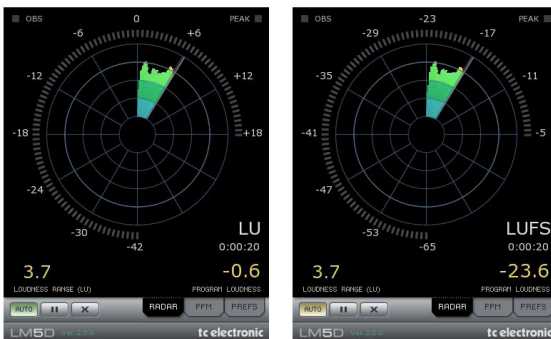 OBS 0 PEAK
-6 +6
-12 +12
-18 +18
-24
-30
-42
LU
0:00:20
3.7 -0.6
LOUDNESS RANGE (LU) PROGRAM LOUDNESS
AUTO RADAR PPM PREFS
LM5D Ver. 2.0.0 tc electronic
OBS -23 PEAK
-29 -17
-35 -11
-41 -5
-47
-53
-65
LUFS
0:00:20
3.7 -23.6
LOUDNESS RANGE (LU) PROGRAM LOUDNESS
AUTO RADAR PPM PREFS
LM5D Ver. 2.0.0 tc electronic